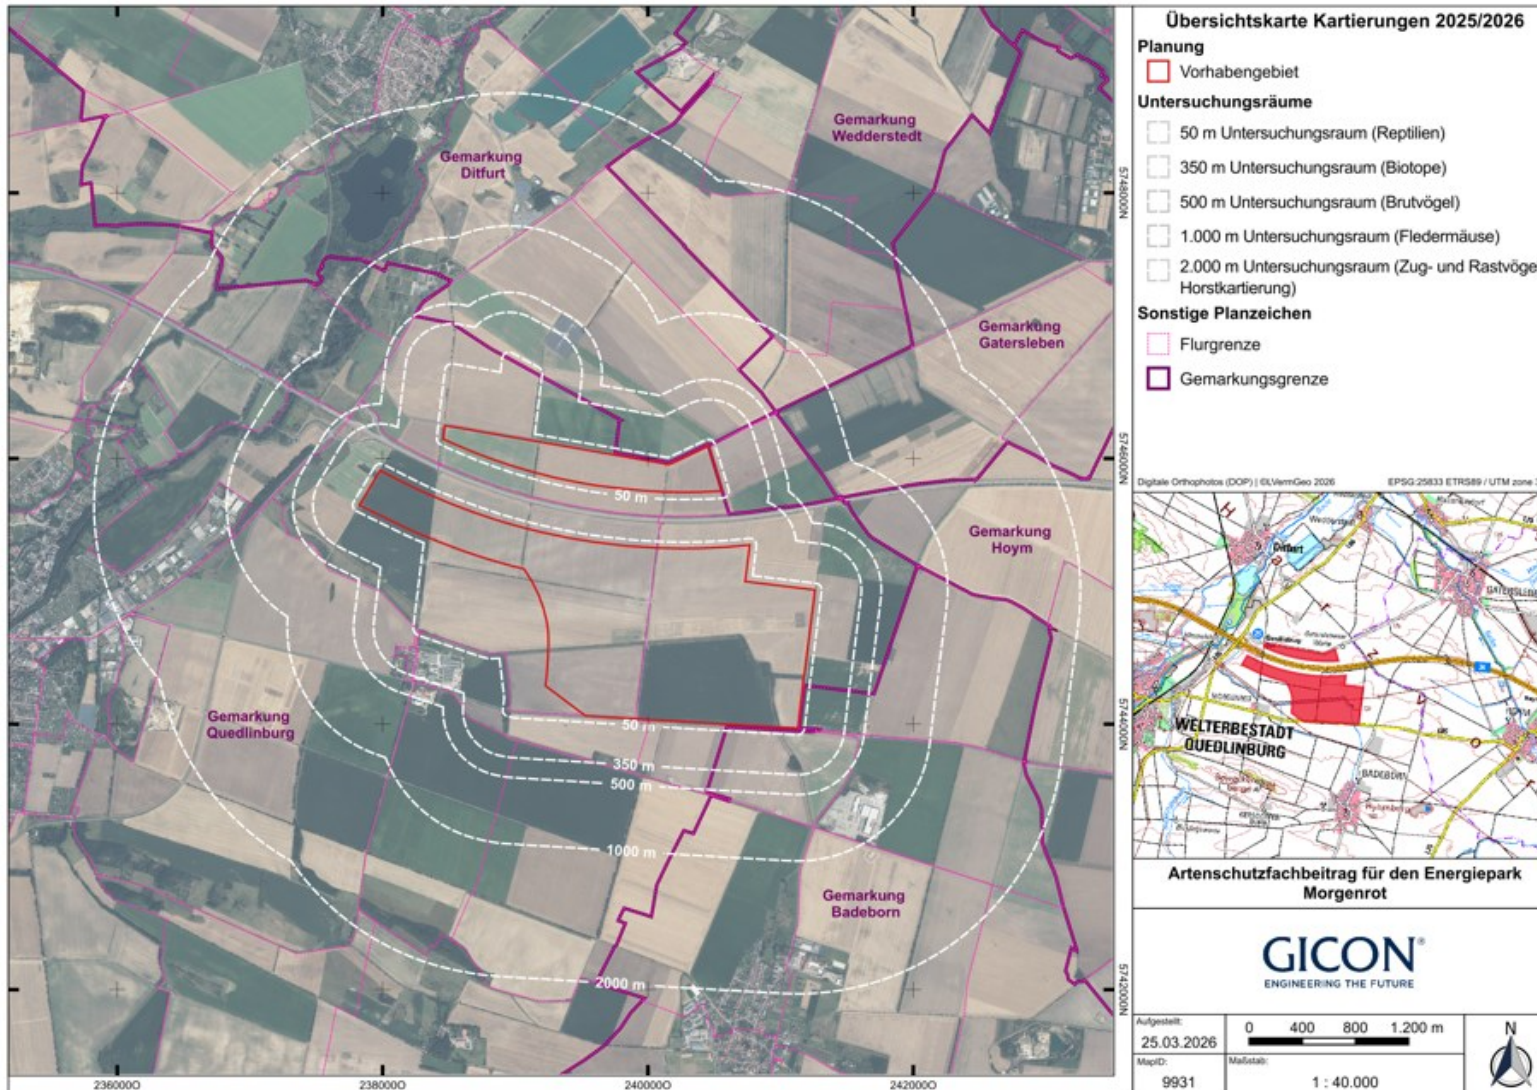 Übersichtskarte Kartierungen 2025/2026
Planung
Vorhabengebiet
Untersuchungsräume
50 m Untersuchungsraum (Reptilien)
350 m Untersuchungsraum (Biotope)
500 m Untersuchungsraum (Brutvögel)
1.000 m Untersuchungsraum (Fledermäuse)
2.000 m Untersuchungsraum (Zug- und Rastvöge
Horstkartierung)
Sonstige Planzeichen
Flurgrenze
Gemarkungsgrenze
Gemarkung
Wedderstedt
Gemarkung
Ditfurt
Gemarkung
Gatersleben
Gemarkung
Hoym
Gemarkung
Quedlinburg
Gemarkung
Badeborn
50 m
50 m
350 m
500 m
1000 m
2000 m
5748000N
5746000N
5744000N
5742000N
236000O
238000O
240000O
242000O
Digitale Orthophotos (DOP) | ©LVermGeo 2026
EPSG:25833 ETRS89 / UTM zone 3
Ditfurt
WELTERBESTADT
QUEDLINBURG
BADEBORN
Artenschutzfachbeitrag für den Energiepark
Morgenrot
GICON®
ENGINEERING THE FUTURE
Aufgestellt:
25.03.2026
0 400 800 1.200 m
MapID:
9931
Maßstab:
1 : 40.000
N